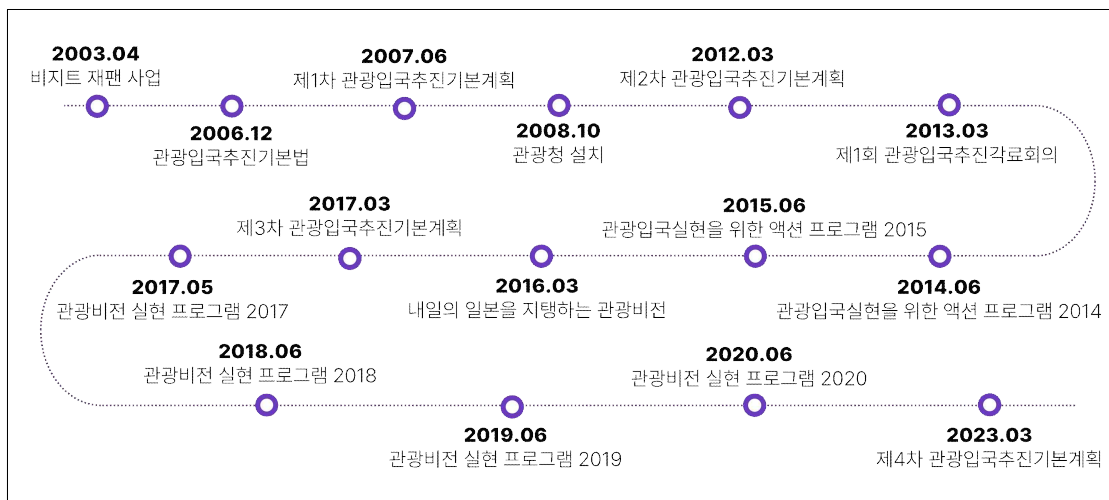 2003.04
비지트 재팬 사업
2006.12
관광입국추진기본법
2007.06
제1차 관광입국추진기본계획
2008.10
관광청 설치
2012.03
제2차 관광입국추진기본계획
2013.03
제1회 관광입국추진각료회의
2014.06
관광입국실현을 위한 액션 프로그램 2014
2015.06
관광입국실현을 위한 액션 프로그램 2015
2016.03
내일의 일본을 지탱하는 관광비전
2017.03
제3차 관광입국추진기본계획
2017.05
관광비전 실현 프로그램 2017
2018.06
관광비전 실현 프로그램 2018
2019.06
관광비전 실현 프로그램 2019
2020.06
관광비전 실현 프로그램 2020
2023.03
제4차 관광입국추진기본계획